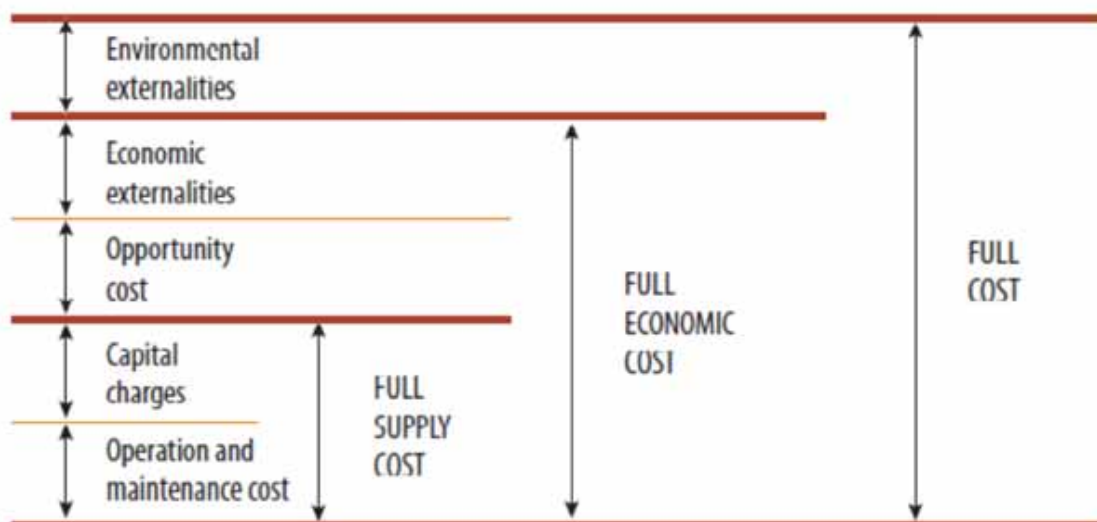 Environmental
externalities
Economic
externalities
Opportunity
cost
Capital
charges
Operation and
maintenance cost
FULL
SUPPLY
COST
FULL
ECONOMIC
COST
FULL
COST